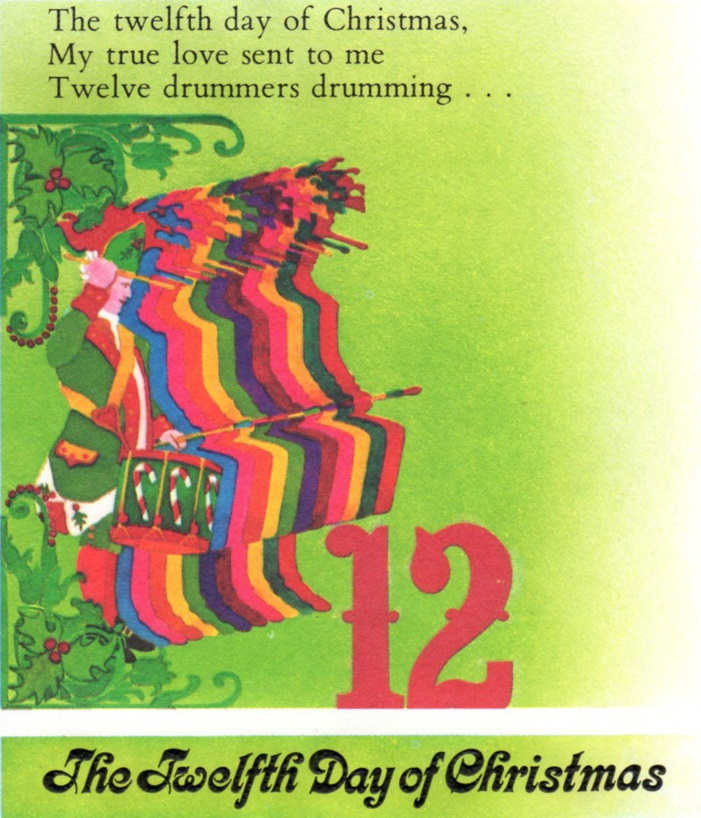 The twelfth day of Christmas,
My true love sent to me
Twelve drummers drumming . . .
12
The Twelfth Day of Christmas